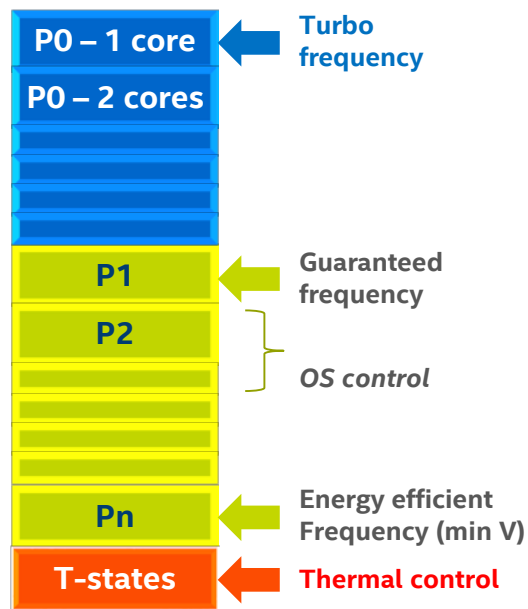 P0 – 1 core
Turbo
frequency
P0 – 2 cores
P1
Guaranteed
frequency
P2
OS control
Pn
Energy efficient
Frequency (min V)
T-states
Thermal control